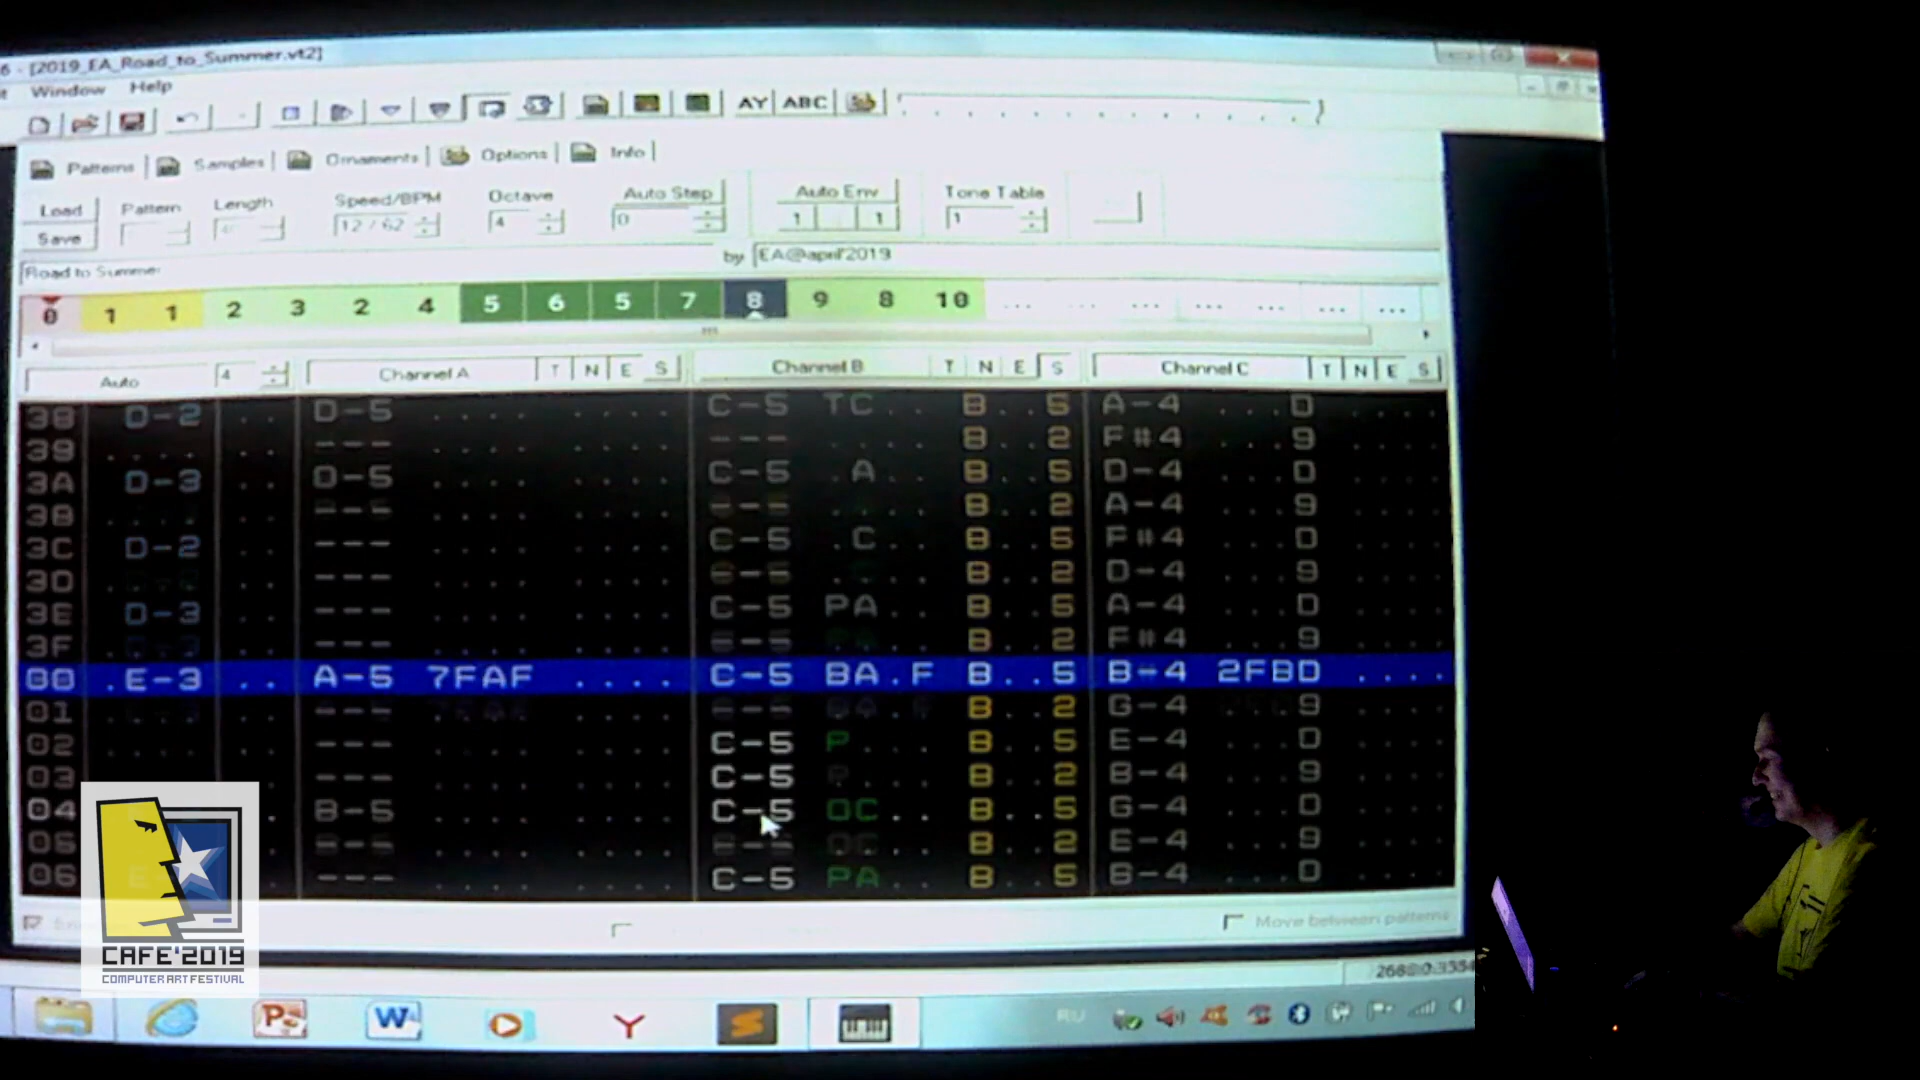 6 - [2019_EA_Road_to_Summer.vt2]
Window Help
AY ABC
Patterns Samples Ornaments Options Info
Load Pattern Length Speed/BPM Octave Auto Step Auto Env Tone Table
Save 12 / 62 4 0 1 1 1
Road to Summer by EA@april'2019
0 1 1 2 3 2 4 5 6 5 7 8 9 8 10 ... ... ... ... ... ... ...
Auto 4 Channel A T N E S Channel B T N E S Channel C T N E S
38 D-2 .. D-5 .... .... C-5 TC.. B..5 A-4 ...D ....
39 .... .. --- .... .... --- .... B..2 F#4 ...9 ....
3A D-3 .. D-5 .... .... C-5 .A.. B..5 D-4 ...D ....
3B .... .. --- .... .... --- .... B..2 A-4 ...9 ....
3C D-2 .. --- .... .... C-5 .C.. B..5 F#4 ...D ....
3D .... .. --- .... .... --- .... B..2 D-4 ...9 ....
3E D-3 .. --- .... .... C-5 PA.. B..5 A-4 ...D ....
3F .... .. --- .... .... --- .... B..2 F#4 ...9 ....
00 .E-3 .. A-5 7FAF .... C-5 BA.F B..5 B-4 2FBD ....
01 .... .. --- .... .... --- .... B..2 G-4 ...9 ....
02 .... .. --- .... .... C-5 P... B..5 E-4 ...D ....
03 --- .... .... C-5 P... B..2 B-4 ...9 ....
04 . B-5 .... .... C-5 OC.. B..5 G-4 ...D ....
05 . --- .... .... --- .... B..2 E-4 ...9 ....
06 E . --- .... .... C-5 PA.. B..5 B-4 ...D ....
Move between patterns
CAFE'2019
COMPUTER ART FESTIVAL
RU